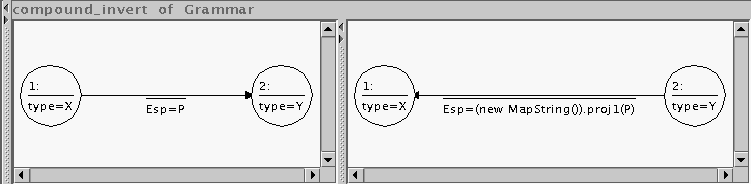 compound_invert of Grammar
1:
type=X
Esp=P
2:
type=Y
1:
type=X
Esp=(new MapString()).proj1(P)
2:
type=Y